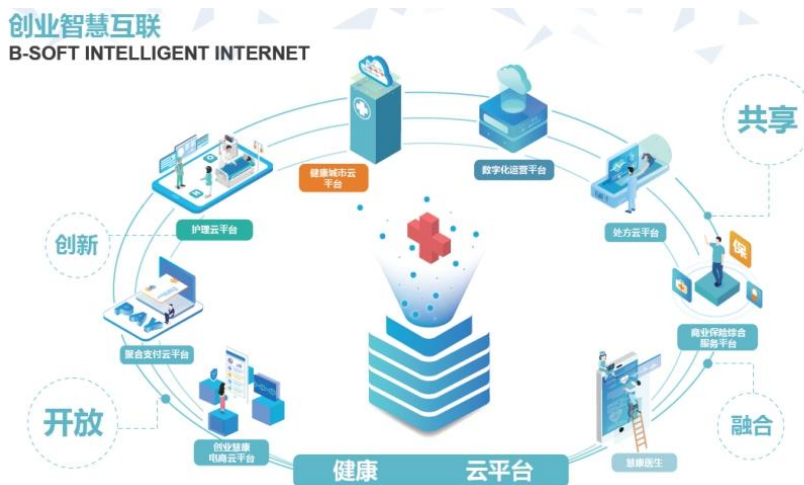 创业智慧互联
B-SOFT INTELLIGENT INTERNET
共享
健康城市云
平台
数字化运营平台
护理云平台
处方云平台
创新
保
商业保险综合
服务平台
PAY
聚合支付云平台
开放
创业慧康
电商云平台
慧康医生
融合
健康 云平台